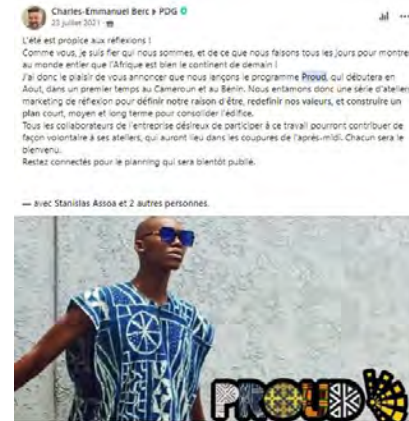 Charles-Emmanuel Berc ▸ PDG
23 juillet 2021
L'été est propice aux réflexions !
Comme vous, je suis fier qui nous sommes, et de ce que nous faisons tous les jours pour montre
au monde entier que l'Afrique est bien le continent de demain !
J'ai donc le plaisir de vous annoncer que nous lançons le programme Proud, qui débutera en
Aout, dans un premier temps au Cameroun et au Bénin. Nous entamons donc une série d'atelier
marketing de réflexion pour définir notre raison d'être, redefinir nos valeurs, et construire un
plan court, moyen et long terme pour consolider l'édifice.
Tous les collaborateurs de l'entreprise désireux de participer à ce travail pourront contribuer de
façon volontaire à ses ateliers, qui auront lieu dans les coupures de l'après-midi. Chacun sera le
bienvenu.
Restez connectés pour le planning qui sera bientôt publié.
— avec Stanislas Assoa et 2 autres personnes.
PROUD